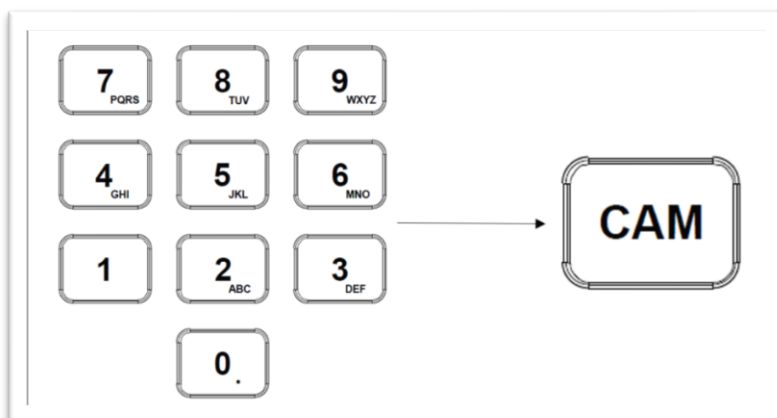 7 PQRS 8 TUV 9 WXYZ
4 GHI 5 JKL 6 MNO
CAM
1 2 ABC 3 DEF
0 .